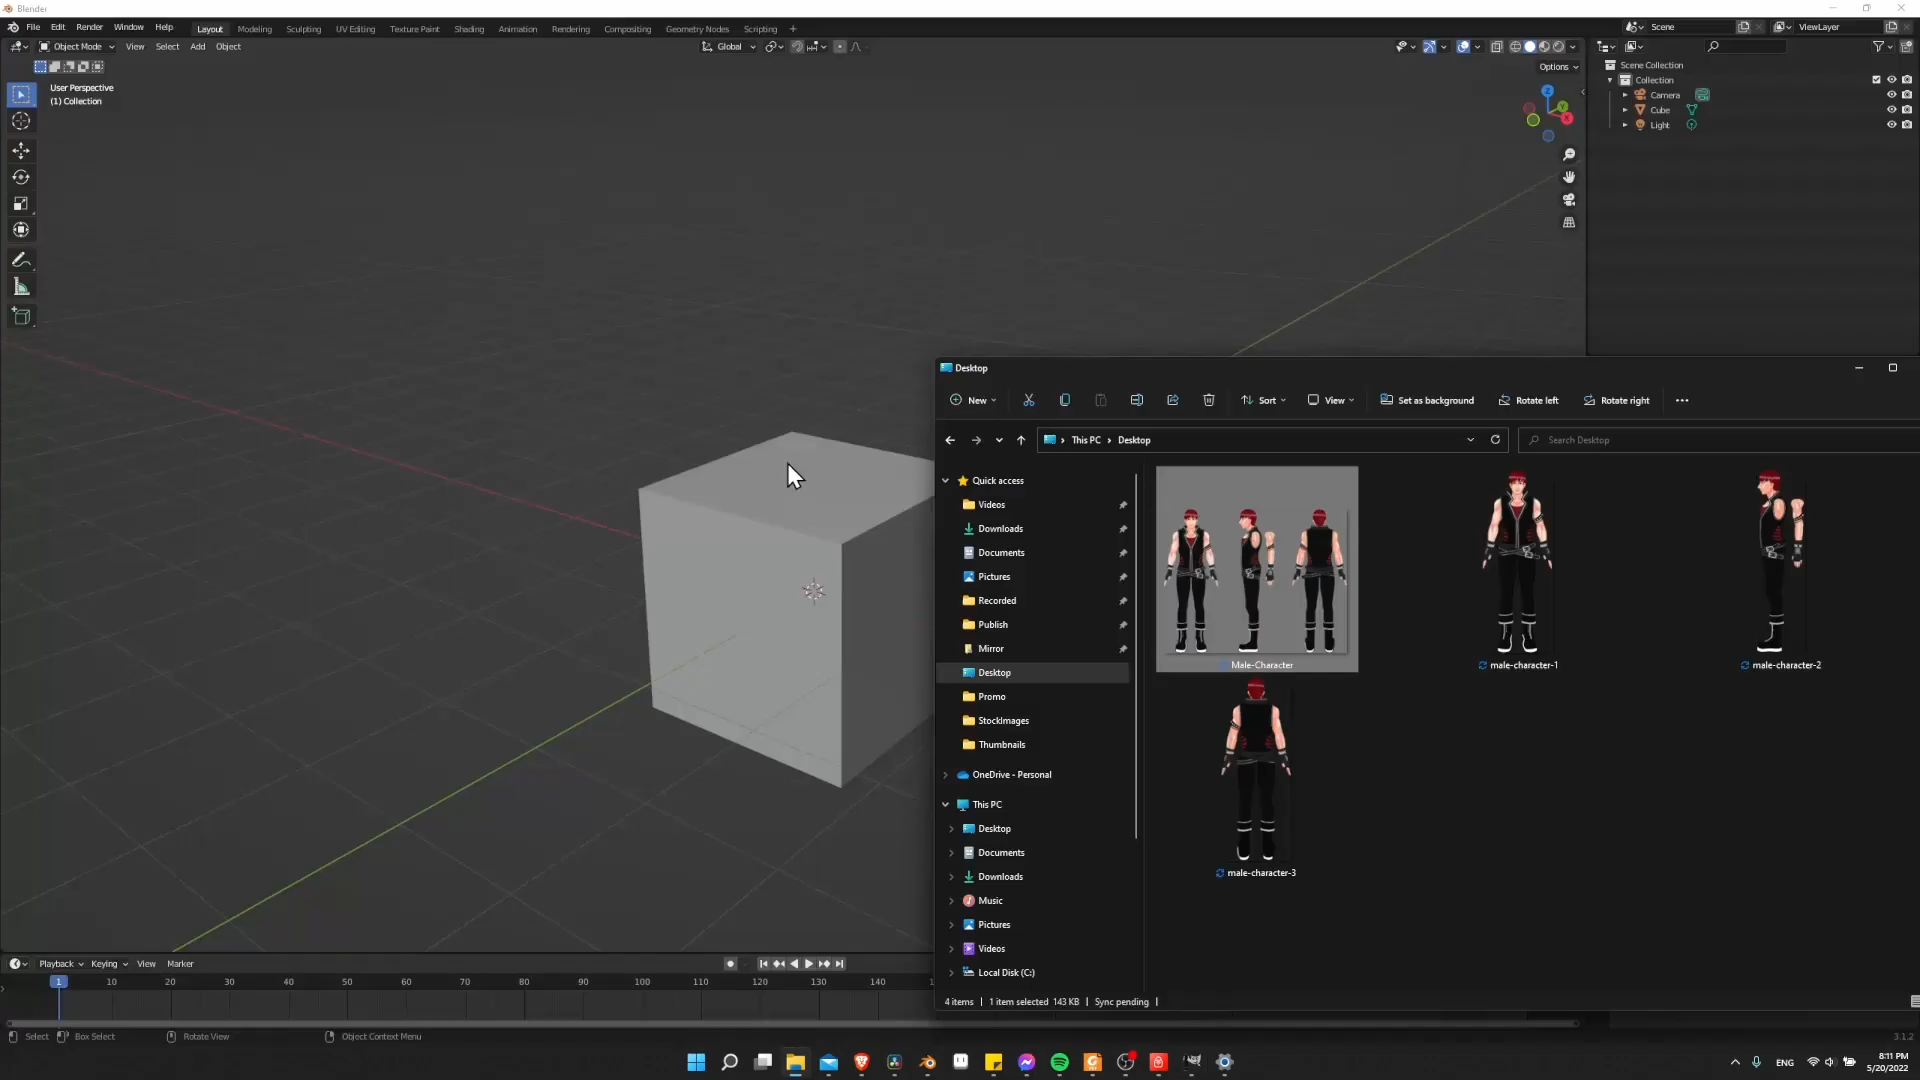 Blender
File Edit Render Window Help
Layout Modeling Sculpting UV Editing Texture Paint Shading Animation Rendering Compositing Geometry Nodes Scripting +
Scene
ViewLayer
Object Mode View Select Add Object
Global
Options
User Perspective
(1) Collection
Z
Y
X
Scene Collection
Collection
Camera
Cube
Light
Desktop
New
Sort
View
Set as background
Rotate left
Rotate right
This PC > Desktop
Search Desktop
Quick access
Videos
Downloads
Documents
Pictures
Recorded
Publish
Mirror
Desktop
Promo
StockImages
Thumbnails
OneDrive - Personal
This PC
Desktop
Documents
Downloads
Music
Pictures
Videos
Local Disk (C:)
Male-Character
male-character-1
male-character-2
male-character-3
4 items | 1 item selected 143 KB | Sync pending |
Playback Keying View Marker
1 10 20 30 40 50 60 70 80 90 100 110 120 130 140
Select Box Select Rotate View Object Context Menu
3.1.2
ENG
8:11 PM
5/20/2022